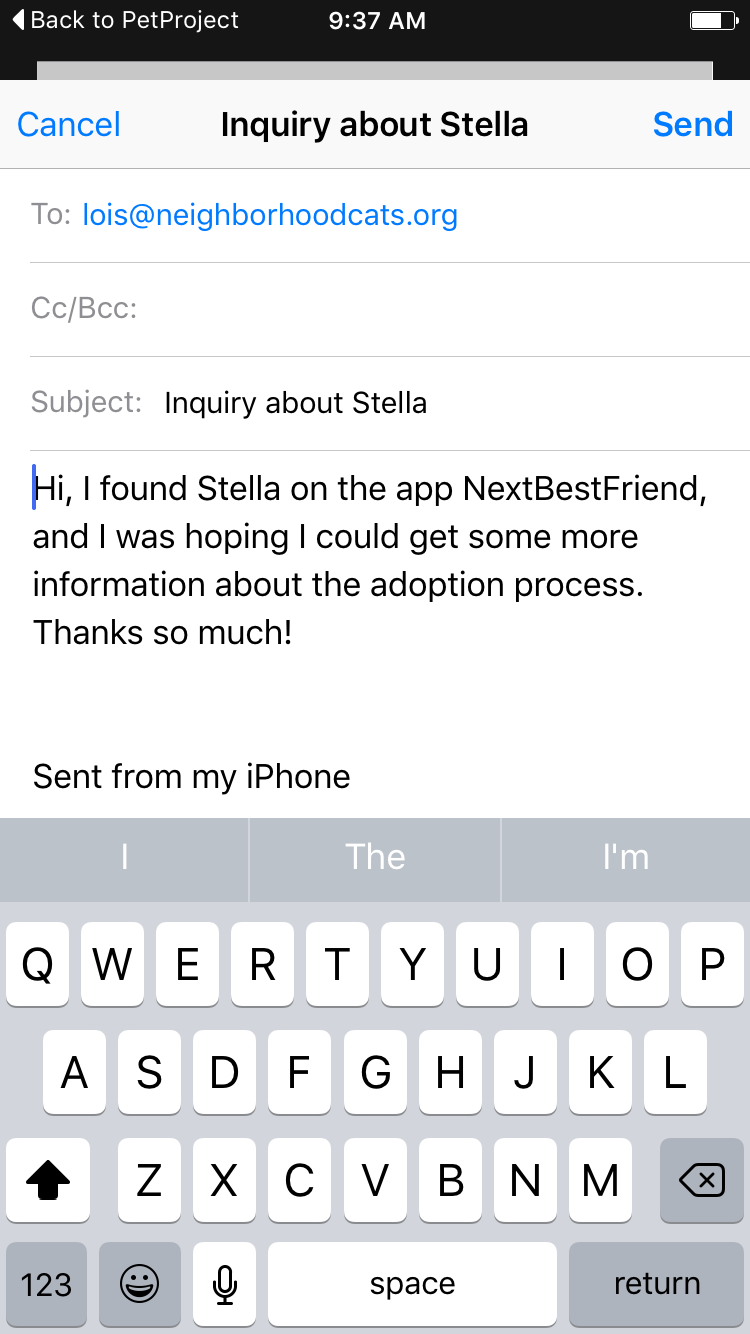 Back to PetProject 9:37 AM
Cancel Inquiry about Stella Send
To: lois@neighborhoodcats.org
Cc/Bcc:
Subject: Inquiry about Stella
Hi, I found Stella on the app NextBestFriend,
and I was hoping I could get some more
information about the adoption process.
Thanks so much!
Sent from my iPhone
I The I'm
Q W E R T Y U I O P
A S D F G H J K L
Z X C V B N M
123 space return